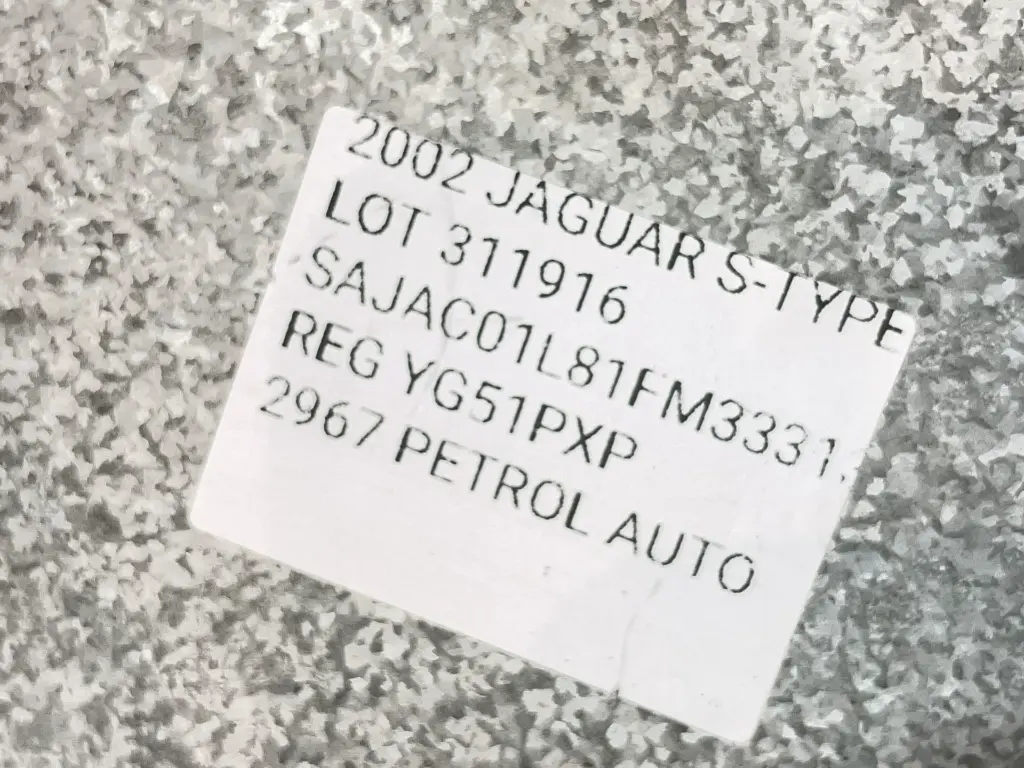 2002 JAGUAR S-TYPE
LOT 311916
SAJAC01L81FM3331
REG YG51PXP
2967 PETROL AUTO